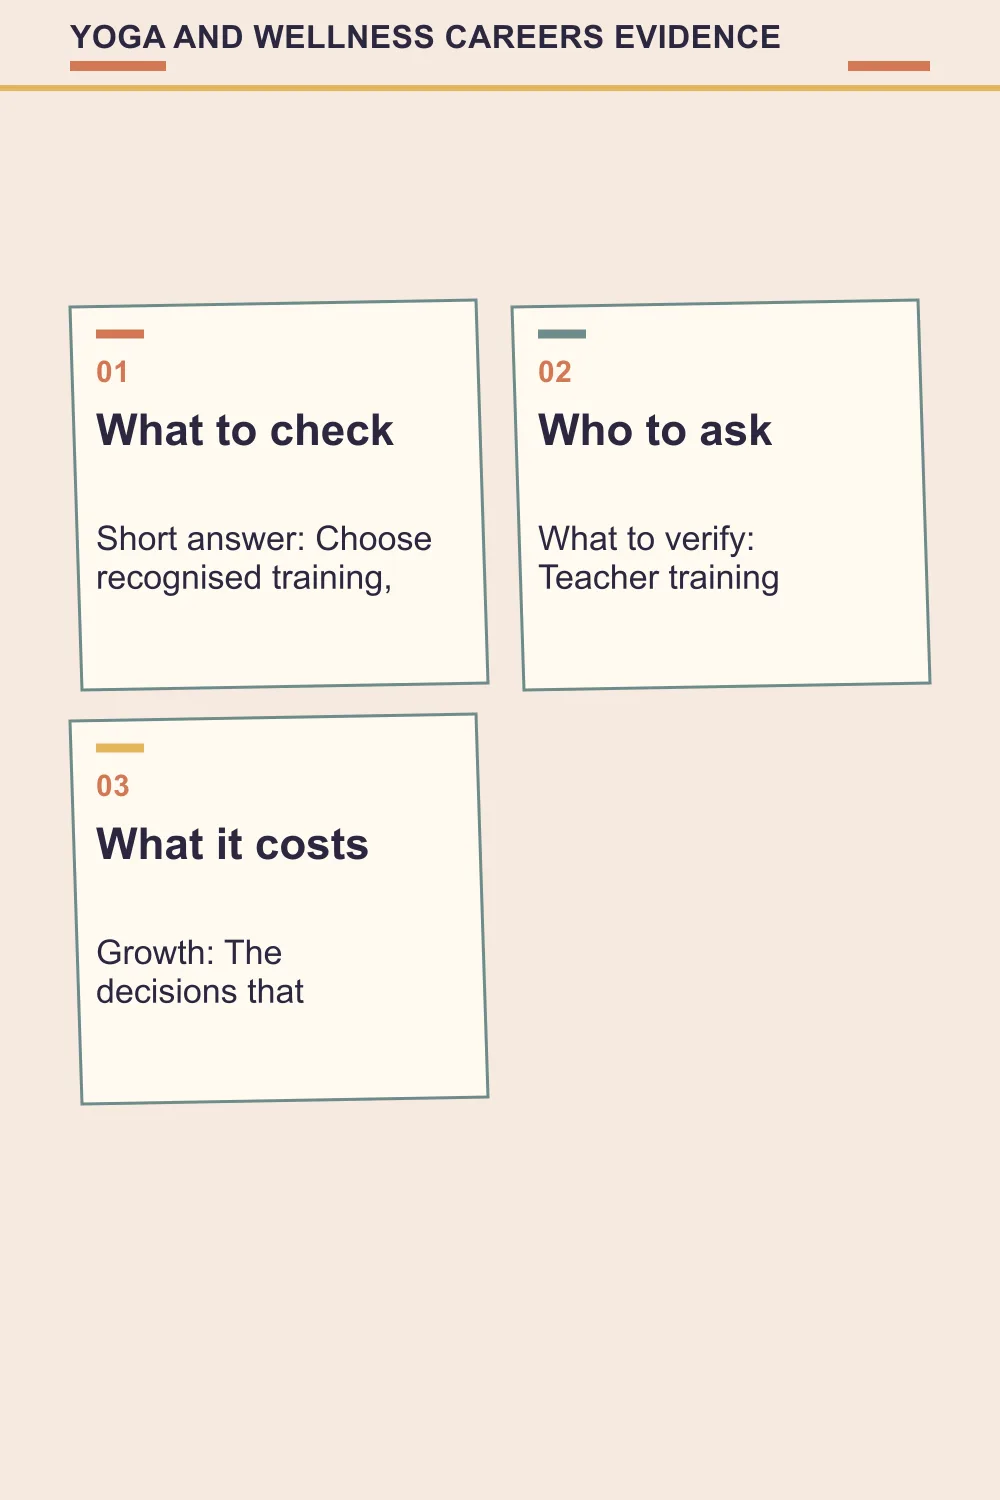 YOGA AND WELLNESS CAREERS EVIDENCE
01
What to check
Short answer: Choose
recognised training,
02
Who to ask
What to verify:
Teacher training
03
What it costs
Growth: The
decisions that